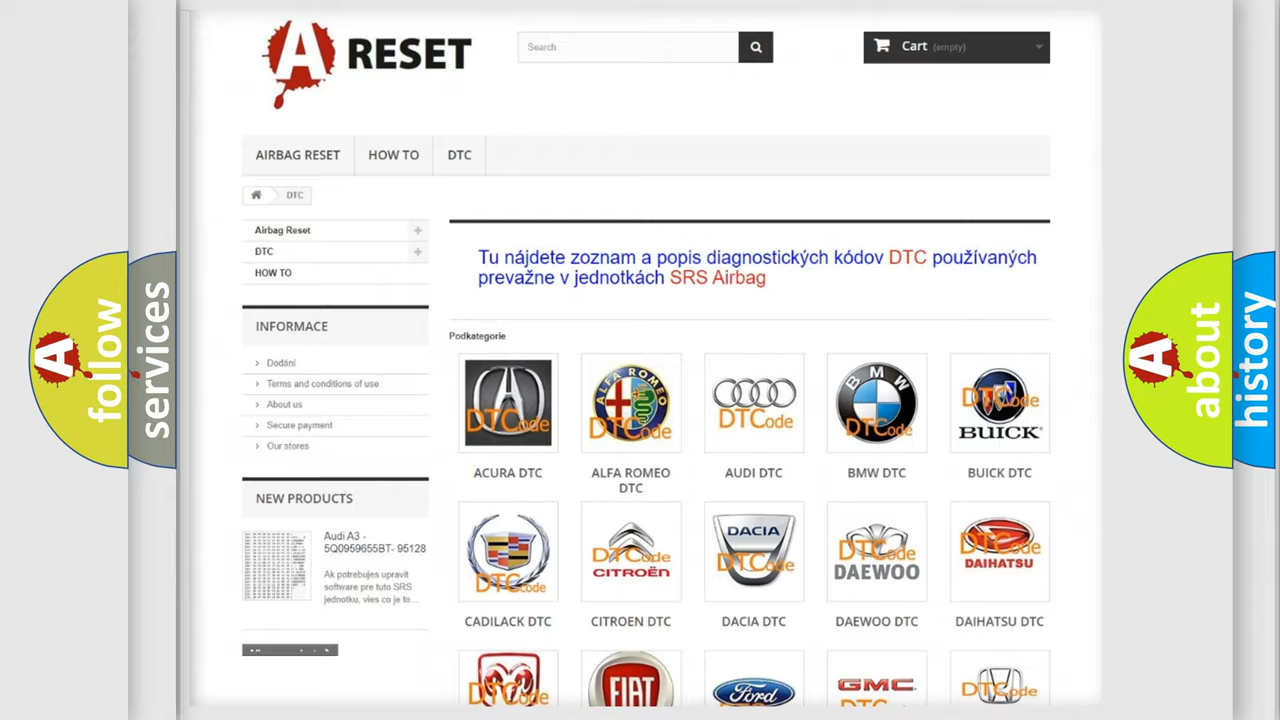 A RESET
Search
Cart (empty)
AIRBAG RESET
HOW TO
DTC
DTC
Airbag Reset
DTC
HOW TO
INFORMACE
Dodání
Terms and conditions of use
About us
Secure payment
Our stores
NEW PRODUCTS
Audi A3 -
5Q0959655BT- 95128
Ak potrebujes upravit
software pre tuto SRS
jednotku, vies co je to...
Tu nájdete zoznam a popis diagnostických kódov DTC používaných
prevažne v jednotkách SRS Airbag
Podkategorie
DTCode
ALFA ROMEO
DTCode
DTCode
BMW
DTCode
DTCode
BUICK
ACURA DTC
ALFA ROMEO
DTC
AUDI DTC
BMW DTC
BUICK DTC
DTCode
DTCode
CITROËN
DACIA
DTCode
DTCode
DAEWOO
DTCode
DAIHATSU
CADILACK DTC
CITROEN DTC
DACIA DTC
DAEWOO DTC
DAIHATSU DTC
DTCode
FIAT
Ford
GMC
DTCode
A follow
services
A about
history